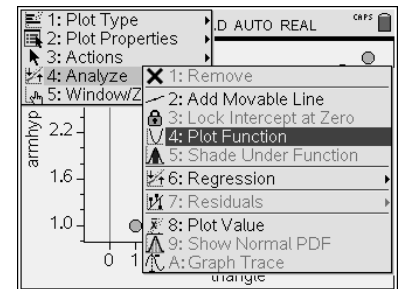 1: Plot Type
2: Plot Properties
3: Actions
4: Analyze
5: Window/Z
.D AUTO REAL
CAPS
1: Remove
2: Add Movable Line
3: Lock Intercept at Zero
4: Plot Function
5: Shade Under Function
6: Regression
7: Residuals
8: Plot Value
9: Show Normal PDF
A: Graph Trace
armhyp
2.2
1.6
1.0
0 1
triangle